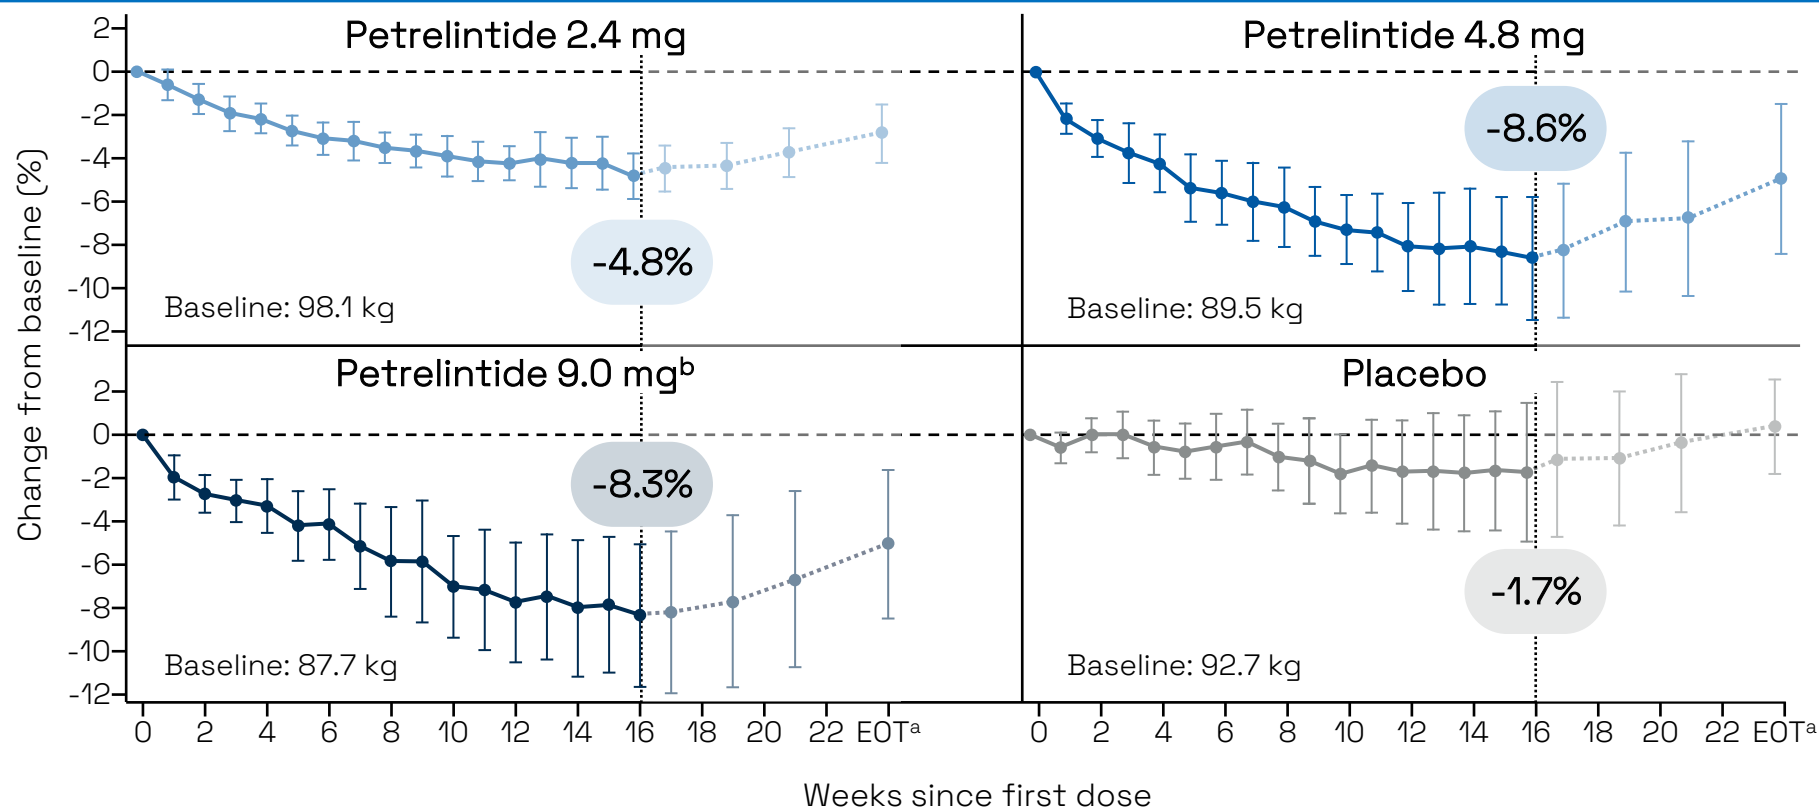 Change from baseline (%)
Petrelintide 2.4 mg
2
0
-2
-4
-6
-8
-10
-12
-4.8%
Baseline: 98.1 kg
Petrelintide 4.8 mg
-8.6%
Baseline: 89.5 kg
Petrelintide 9.0 mgᵇ
2
0
-2
-4
-6
-8
-10
-12
-8.3%
Baseline: 87.7 kg
Placebo
-1.7%
Baseline: 92.7 kg
0 2 4 6 8 10 12 14 16 18 20 22 EOTᵃ
0 2 4 6 8 10 12 14 16 18 20 22 EOTᵃ
Weeks since first dose